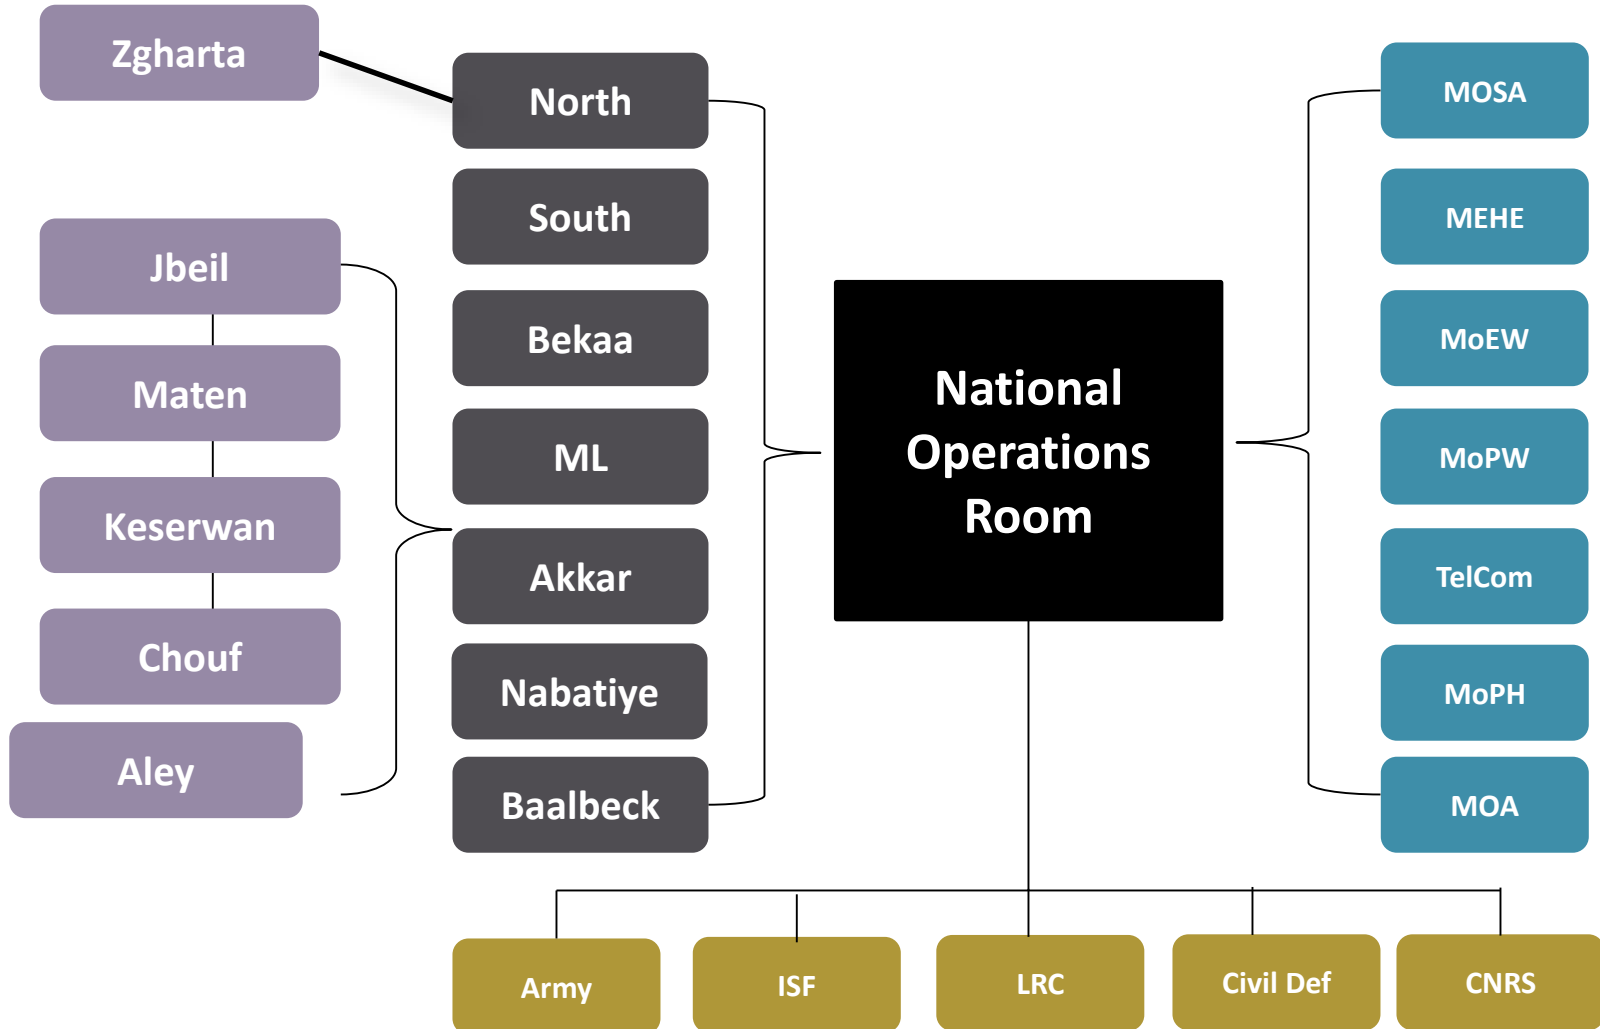 Zgharta
Jbeil
Maten
Keserwan
Chouf
Aley
North
South
Bekaa
ML
Akkar
Nabatiye
Baalbeck
National
Operations
Room
MOSA
MEHE
MoEW
MoPW
TelCom
MoPH
MOA
Army
ISF
LRC
Civil Def
CNRS